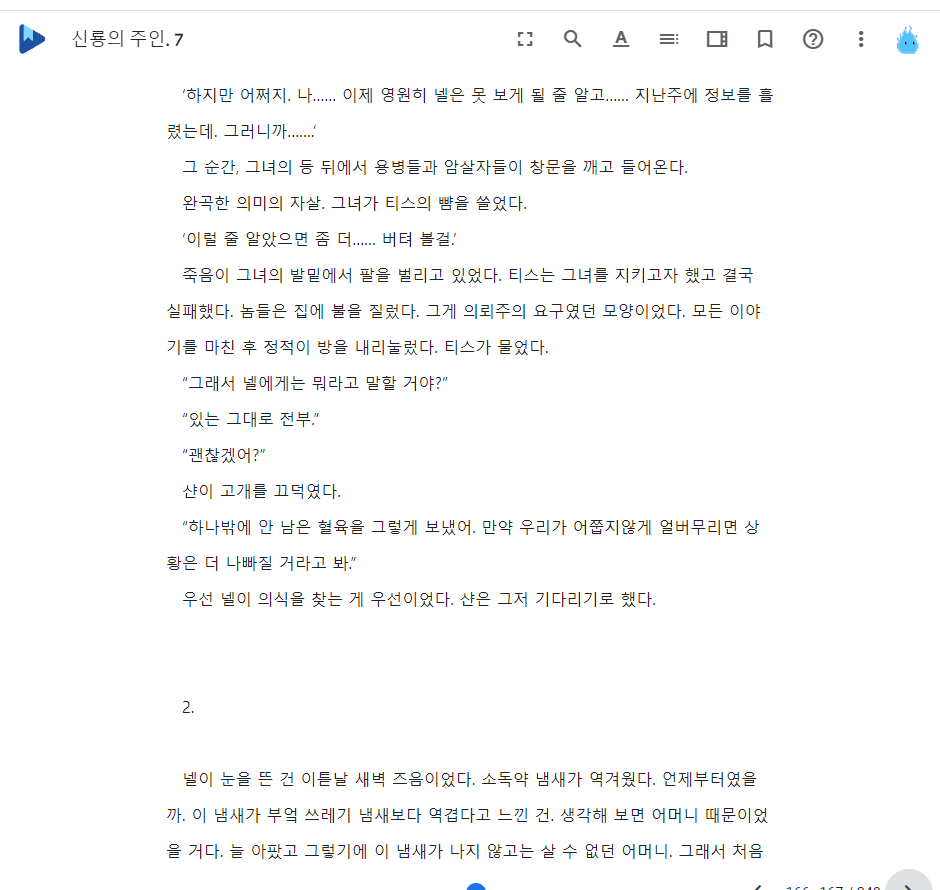 신룡의 주인. 7
‘하지만 어쩌지. 나…… 이제 영원히 넬은 못 보게 될 줄 알고…… 지난주에 정보를 흘
렸는데. 그러니까…….’
그 순간, 그녀의 등 뒤에서 용병들과 암살자들이 창문을 깨고 들어온다.
완곡한 의미의 자살. 그녀가 티스의 뺨을 쓸었다.
‘이럴 줄 알았으면 좀 더…… 버텨 볼걸.’
죽음이 그녀의 발밑에서 팔을 벌리고 있었다. 티스는 그녀를 지키고자 했고 결국
실패했다. 놈들은 집에 불을 질렀다. 그게 의뢰주의 요구였던 모양이었다. 모든 이야
기를 마친 후 정적이 방을 내리눌렀다. 티스가 물었다.
“그래서 넬에게는 뭐라고 말할 거야?”
“있는 그대로 전부.”
“괜찮겠어?”
샨이 고개를 끄덕였다.
“하나밖에 안 남은 혈육을 그렇게 보냈어. 만약 우리가 어쭙지않게 얼버무리면 상
황은 더 나빠질 거라고 봐.”
우선 넬이 의식을 찾는 게 우선이었다. 샨은 그저 기다리기로 했다.
2.
넬이 눈을 뜬 건 이튿날 새벽 즈음이었다. 소독약 냄새가 역겨웠다. 언제부터였을
까. 이 냄새가 부엌 쓰레기 냄새보다 역겹다고 느낀 건. 생각해 보면 어머니 때문이었
을 거다. 늘 아팠고 그렇기에 이 냄새가 나지 않고는 살 수 없던 어머니. 그래서 처음